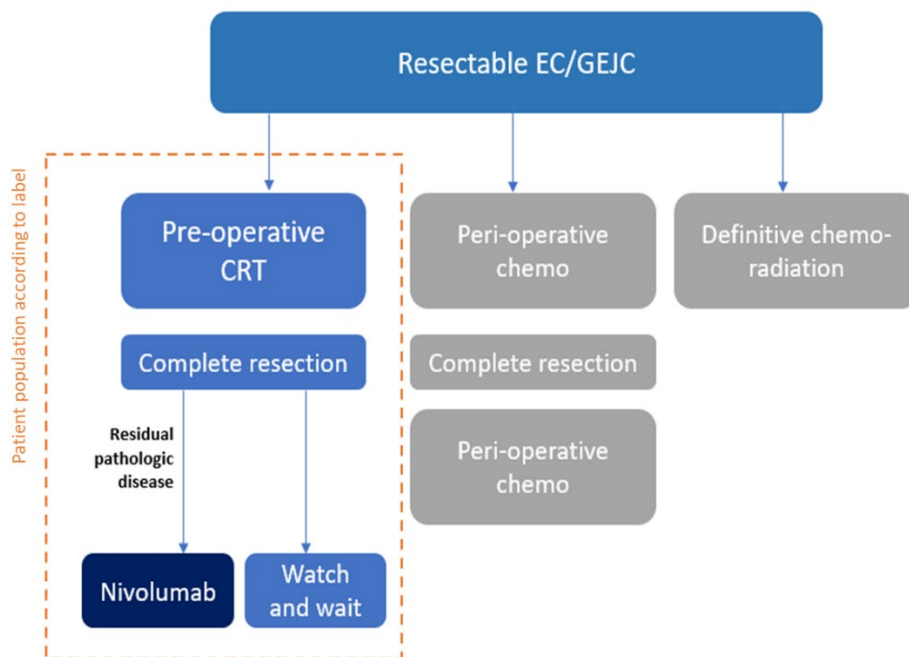 Resectable EC/GEJC
Patient population according to label
Pre-operative
CRT
Peri-operative
chemo
Definitive chemo-
radiation
Complete resection
Complete resection
Residual
pathologic
disease
Peri-operative
chemo
Nivolumab
Watch
and wait